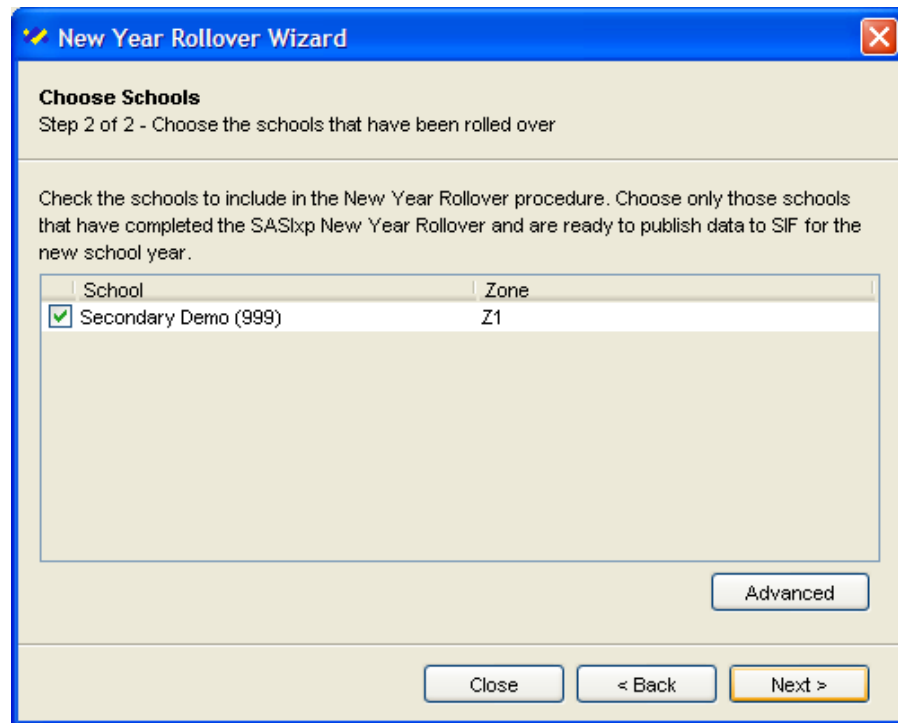 New Year Rollover Wizard
Choose Schools
Step 2 of 2 - Choose the schools that have been rolled over
Check the schools to include in the New Year Rollover procedure. Choose only those schools
that have completed the SASIxp New Year Rollover and are ready to publish data to SIF for the
new school year.
School Zone
Secondary Demo (999) Z1
Advanced
Close < Back Next >